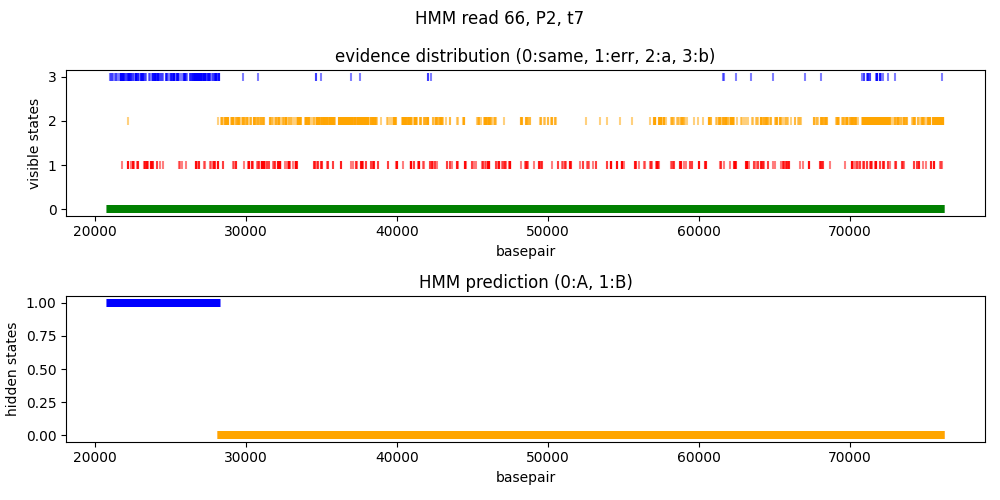 HMM read 66, P2, t7
evidence distribution (0:same, 1:err, 2:a, 3:b)
visible states
3
2
1
0
20000 30000 40000 50000 60000 70000
basepair
HMM prediction (0:A, 1:B)
hidden states
1.00
0.75
0.50
0.25
0.00
20000 30000 40000 50000 60000 70000
basepair